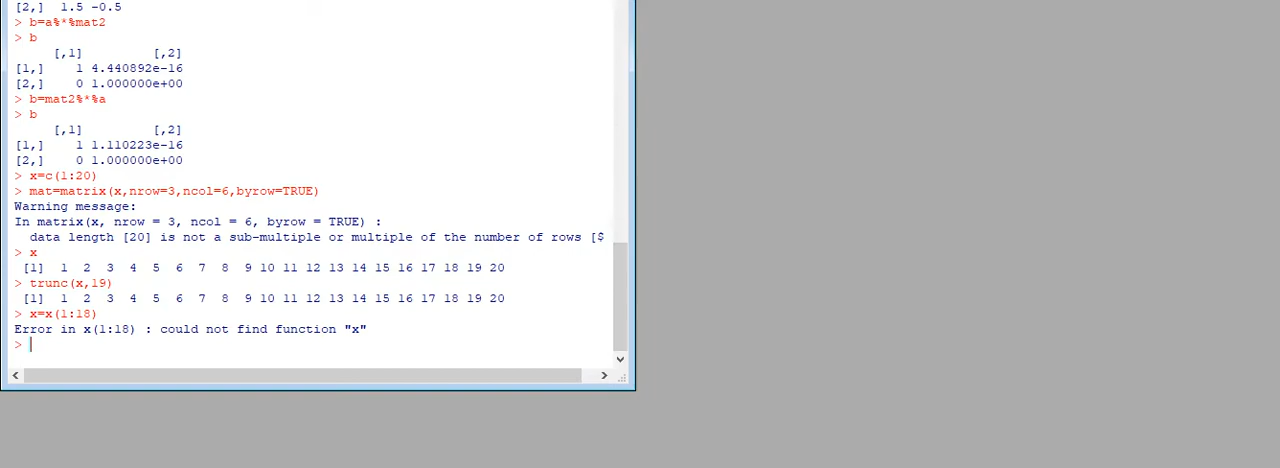 [2,]  1.5 -0.5
> b=a%*%mat2
> b
     [,1]         [,2]
[1,]    1 4.440892e-16
[2,]    0 1.000000e+00
> b=mat2%*%a
> b
     [,1]         [,2]
[1,]    1 1.110223e-16
[2,]    0 1.000000e+00
> x=c(1:20)
> mat=matrix(x,nrow=3,ncol=6,byrow=TRUE)
Warning message:
In matrix(x, nrow = 3, ncol = 6, byrow = TRUE) :
  data length [20] is not a sub-multiple or multiple of the number of rows [$
> x
 [1]  1  2  3  4  5  6  7  8  9 10 11 12 13 14 15 16 17 18 19 20
> trunc(x,19)
 [1]  1  2  3  4  5  6  7  8  9 10 11 12 13 14 15 16 17 18 19 20
> x=x(1:18)
Error in x(1:18) : could not find function "x"
>